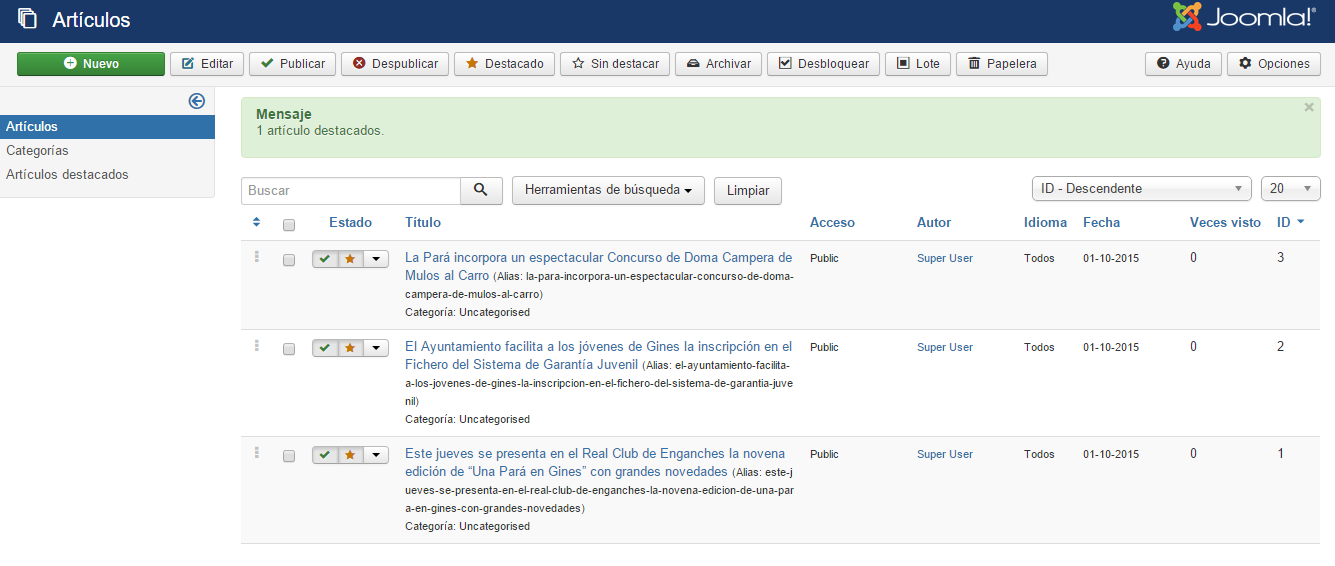 Artículos
Joomla!®
Nuevo Editar Publicar Despublicar Destacado Sin destacar Archivar Desbloquear Lote Papelera Ayuda Opciones
Artículos
Categorías
Artículos destacados
Mensaje
1 artículo destacados.
×
Buscar Herramientas de búsqueda Limpiar ID - Descendente 20
Estado Título Acceso Autor Idioma Fecha Veces visto ID
La Pará incorpora un espectacular Concurso de Doma Campera de Public Super User Todos 01-10-2015 0 3
Mulos al Carro (Alias: la-para-incorpora-un-espectacular-concurso-de-doma-
campera-de-mulos-al-carro)
Categoría: Uncategorised
El Ayuntamiento facilita a los jóvenes de Gines la inscripción en el Public Super User Todos 01-10-2015 0 2
Fichero del Sistema de Garantía Juvenil (Alias: el-ayuntamiento-facilita-
a-los-jovenes-de-gines-la-inscripcion-en-el-fichero-del-sistema-de-garantia-juve
nil)
Categoría: Uncategorised
Este jueves se presenta en el Real Club de Enganches la novena Public Super User Todos 01-10-2015 0 1
edición de “Una Pará en Gines” con grandes novedades (Alias: este-j
ueves-se-presenta-en-el-real-club-de-enganches-la-novena-edicion-de-una-par
a-en-gines-con-grandes-novedades)
Categoría: Uncategorised